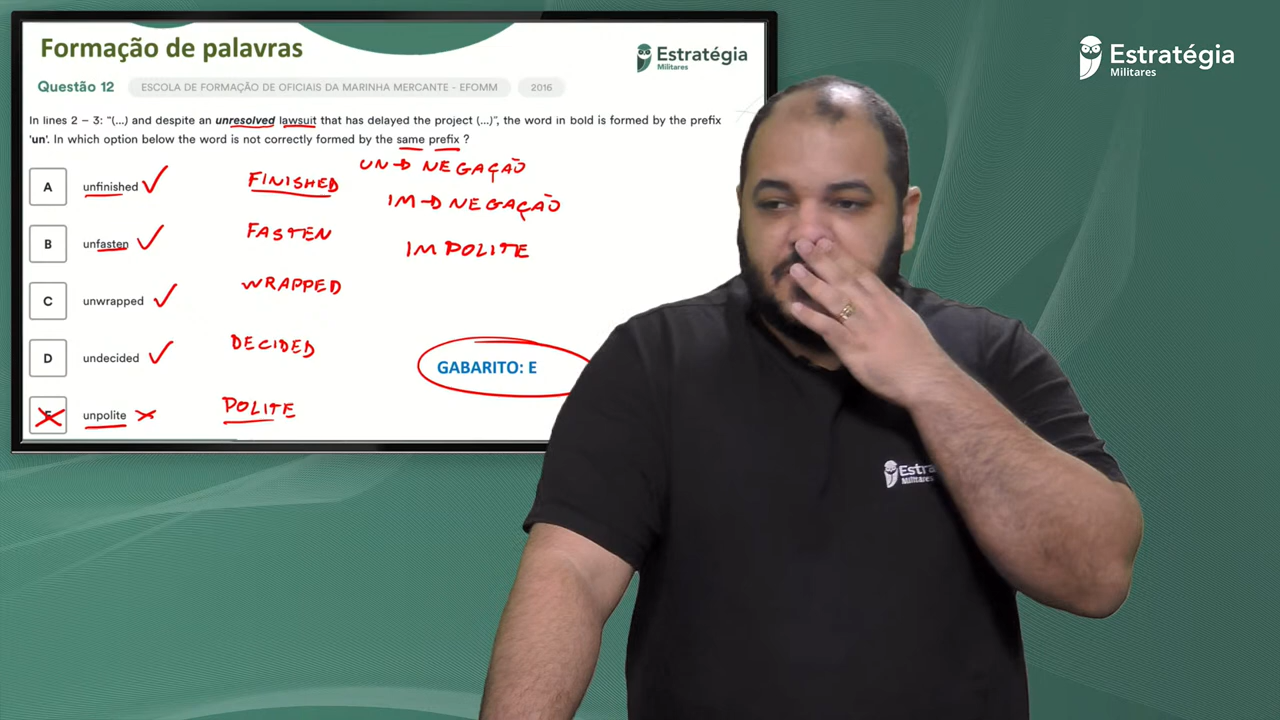 Formação de palavras
Estratégia
Militares
Estratégia
Militares
Questão 12
ESCOLA DE FORMAÇÃO DE OFICIAIS DA MARINHA MERCANTE - EFOMM
2016
In lines 2 – 3: "(...) and despite an unresolved lawsuit that has delayed the project (...)", the word in bold is formed by the prefix
'un'. In which option below the word is not correctly formed by the same prefix ?
UN → NEGAÇÃO
A unfinished FINISHED
IM → NEGAÇÃO
B unfasten FASTEN
IMPOLITE
C unwrapped WRAPPED
D undecided DECIDED
GABARITO: E
E unpolite POLITE
Estra
Militares